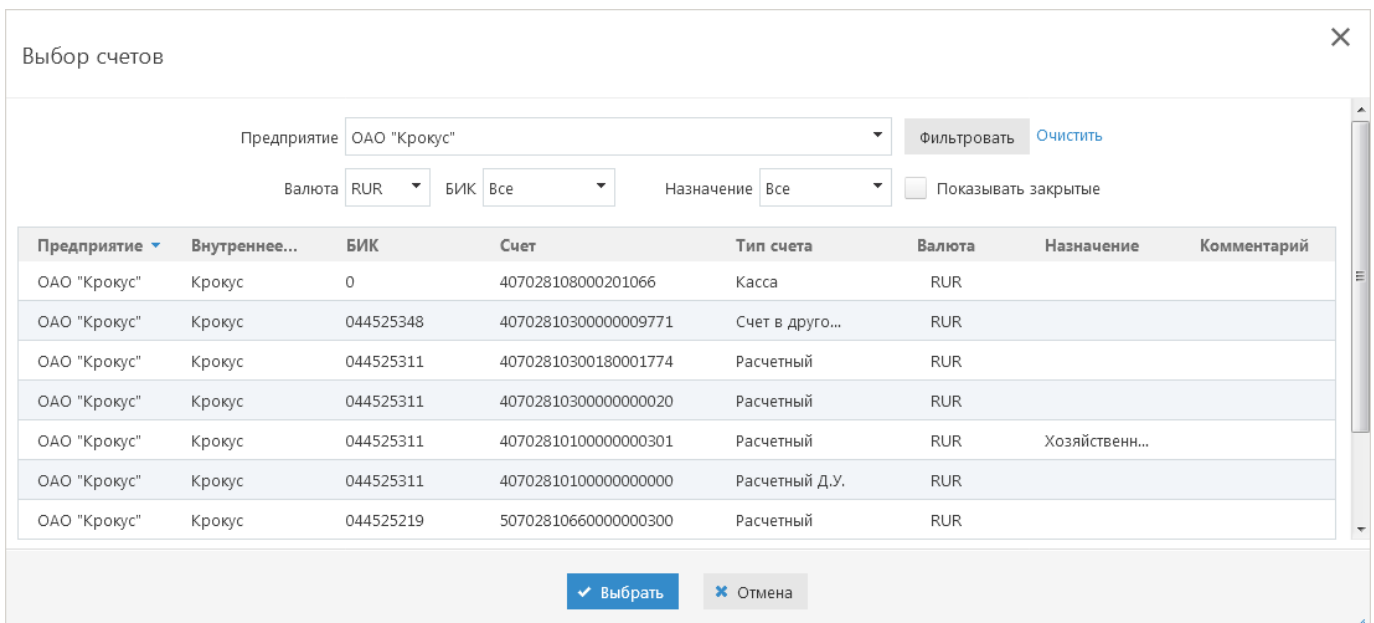 Выбор счетов
Предприятие ОАО "Крокус" Фильтровать Очистить
Валюта RUR БИК Все Назначение Все Показывать закрытые
Предприятие Внутреннее... БИК Счет Тип счета Валюта Назначение Комментарий
ОАО "Крокус" Крокус 0 407028108000201066 Касса RUR
ОАО "Крокус" Крокус 044525348 40702810300000009771 Счет в друго... RUR
ОАО "Крокус" Крокус 044525311 40702810300180001774 Расчетный RUR
ОАО "Крокус" Крокус 044525311 40702810300000000020 Расчетный RUR
ОАО "Крокус" Крокус 044525311 40702810100000000301 Расчетный RUR Хозяйственн...
ОАО "Крокус" Крокус 044525311 40702810100000000000 Расчетный Д.У. RUR
ОАО "Крокус" Крокус 044525219 50702810660000000300 Расчетный RUR
Выбрать Отмена